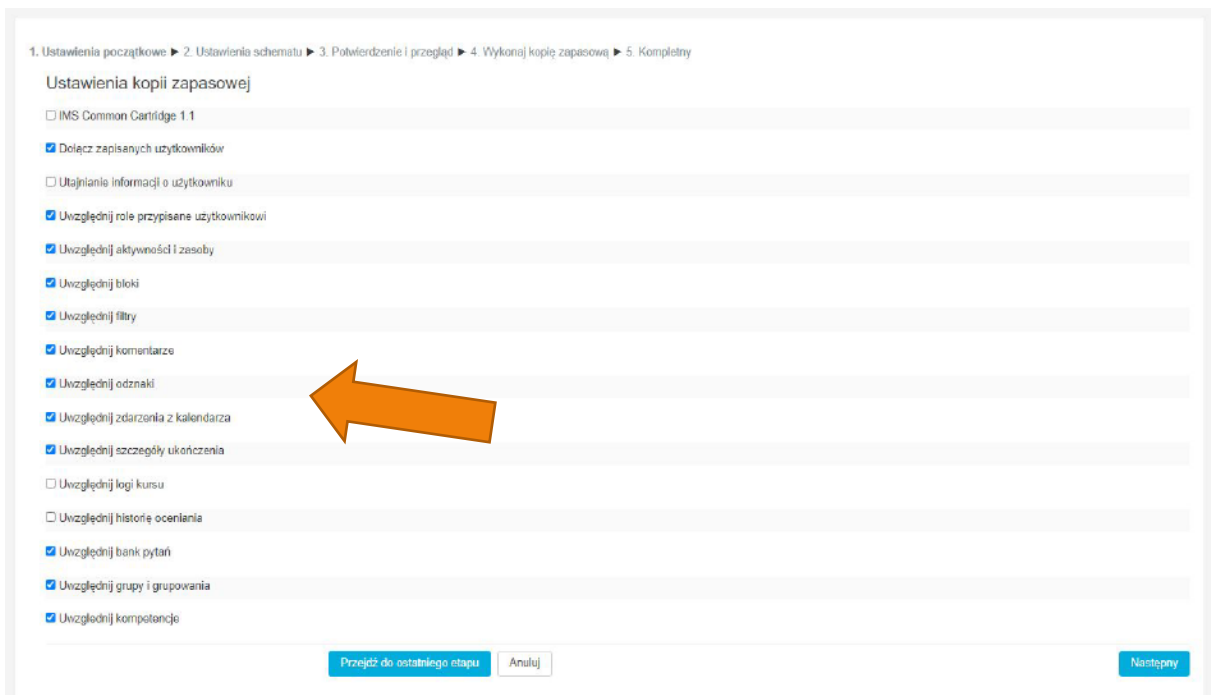 1. Ustawienia początkowe ► 2. Ustawienia schematu ► 3. Potwierdzenie i przegląd ► 4. Wykonaj kopię zapasową ► 5. Kompletny
Ustawienia kopii zapasowej
IMS Common Cartridge 1.1
Dołącz zapisanych użytkowników
Utajnianie informacji o użytkowniku
Uwzględnij role przypisane użytkownikowi
Uwzględnij aktywności i zasoby
Uwzględnij bloki
Uwzględnij filtry
Uwzględnij komentarze
Uwzględnij odznaki
Uwzględnij zdarzenia z kalendarza
Uwzględnij szczegóły ukończenia
Uwzględnij logi kursu
Uwzględnij historię oceniania
Uwzględnij bank pytań
Uwzględnij grupy i grupowania
Uwzględnij kompetencje
Przejdź do ostatniego etapu Anuluj Następny